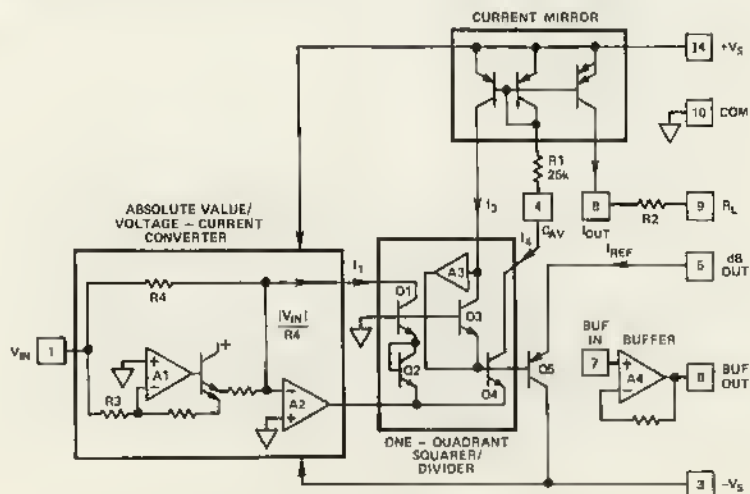 CURRENT MIRROR
14 +VS
10 COM
R1
25k
ABSOLUTE VALUE/
VOLTAGE – CURRENT
CONVERTER
I3
4
CAV
8
IOUT
R2
9 RL
I4
IREF
I1
R4
|VIN|
R4
Q1
A3
Q3
5 dB
OUT
VIN 1
A1
R3
A2
Q2
Q4
Q5
BUF
IN
7
BUFFER
A4
BUF
OUT
ONE – QUADRANT
SQUARER/
DIVIDER
3 –VS